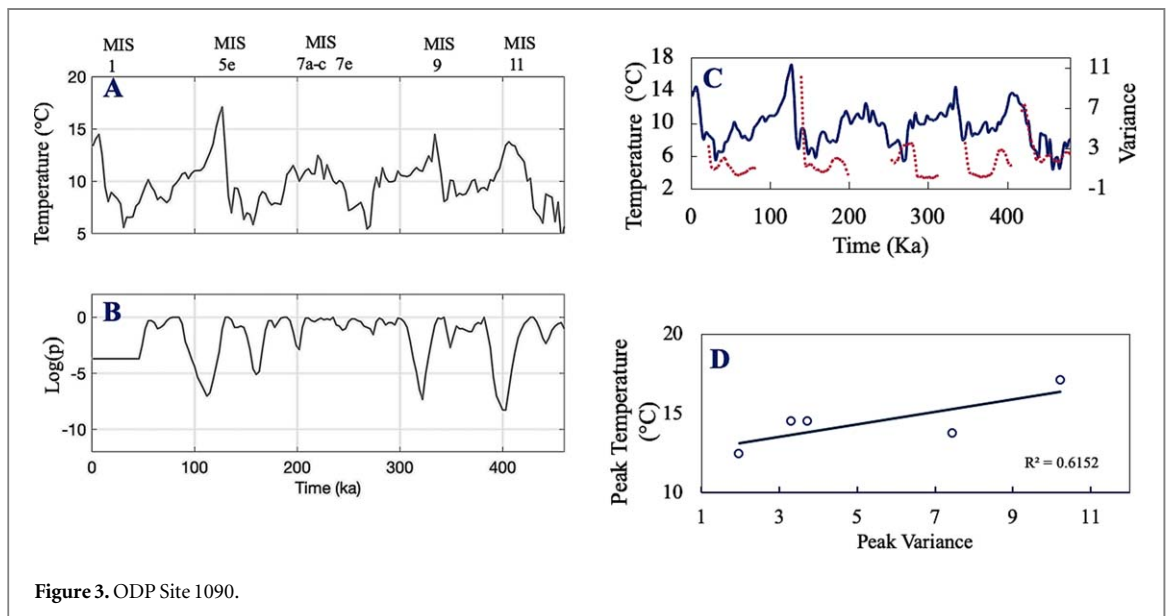 MIS MIS MIS MIS MIS
1 5e 7a-c 7e 9 11
A
Temperature (°C)
20
15
10
5
B
Log(p)
0
-5
-10
0 100 200 300 400
Time (ka)
C
Temperature (°C)
18
14
10
6
2
11
7
3
-1
Variance
0 100 200 300 400
Time (Ka)
D
Peak Temperature
(°C)
20
15
10
R² = 0.6152
1 3 5 7 9 11
Peak Variance
Figure 3. ODP Site 1090.